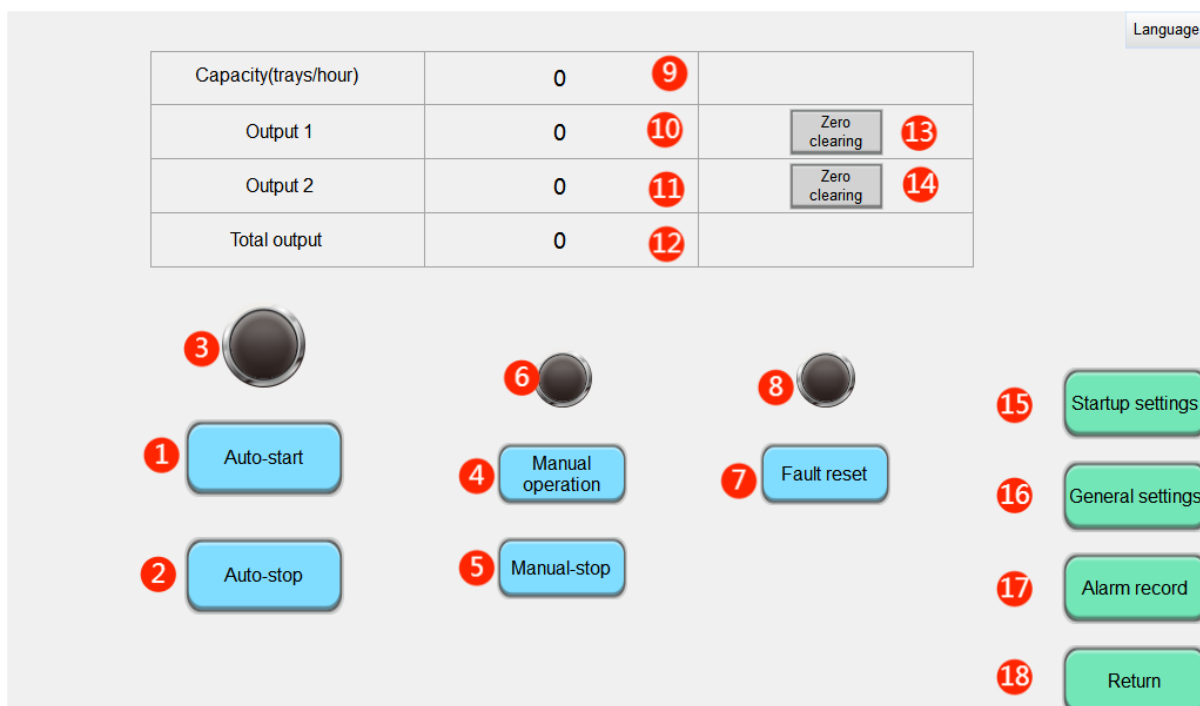 Language
Capacity(trays/hour) 0 9
Output 1 0 10 Zero
clearing 13
Output 2 0 11 Zero
clearing 14
Total output 0 12
3
6
8
15 Startup settings
1 Auto-start
4 Manual
operation
7 Fault reset
16 General settings
2 Auto-stop
5 Manual-stop
17 Alarm record
18 Return